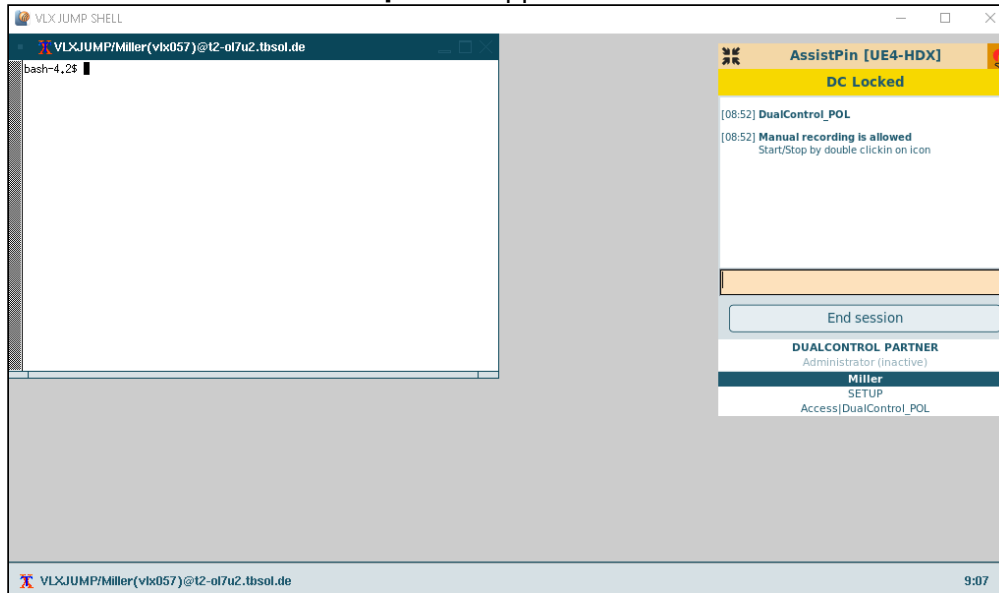 VLX JUMP SHELL
VLXJUMP/Miller(vlx057)@t2-ol7u2.tbsol.de
bash-4.2$
AssistPin [UE4-HDX]
DC Locked
[08:52] DualControl_POL
[08:52] Manual recording is allowed
Start/Stop by double clickin on icon
End session
DUALCONTROL PARTNER
Administrator (inactive)
Miller
SETUP
Access|DualControl_POL
VLXJUMP/Miller(vlx057)@t2-ol7u2.tbsol.de
9:07